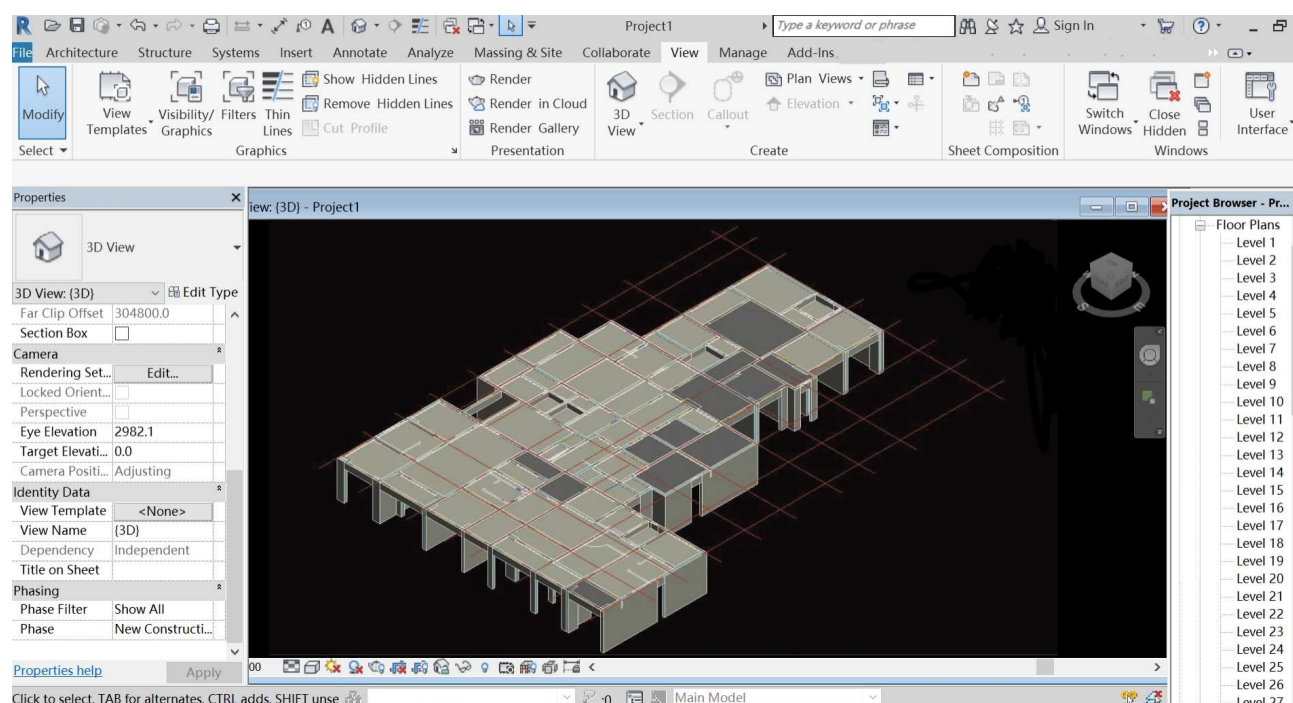 Project1 Type a keyword or phrase Sign In
File Architecture Structure Systems Insert Annotate Analyze Massing & Site Collaborate View Manage Add-Ins
Modify
Select
View Templates
Visibility/ Graphics
Filters
Thin Lines
Show Hidden Lines
Remove Hidden Lines
Cut Profile
Graphics
Render
Render in Cloud
Render Gallery
Presentation
3D View
Section
Callout
Plan Views
Elevation
Create
Sheet Composition
Switch Windows
Close Hidden
Windows
User Interface
Properties
3D View
3D View: {3D} Edit Type
Far Clip Offset 304800.0
Section Box
Camera
Rendering Set... Edit...
Locked Orient...
Perspective
Eye Elevation 2982.1
Target Elevati... 0.0
Camera Positi... Adjusting
Identity Data
View Template <None>
View Name {3D}
Dependency Independent
Title on Sheet
Phasing
Phase Filter Show All
Phase New Constructi...
Properties help Apply
iew: {3D} - Project1
00
Project Browser - Pr...
Floor Plans
Level 1
Level 2
Level 3
Level 4
Level 5
Level 6
Level 7
Level 8
Level 9
Level 10
Level 11
Level 12
Level 13
Level 14
Level 15
Level 16
Level 17
Level 18
Level 19
Level 20
Level 21
Level 22
Level 23
Level 24
Level 25
Level 26
Level 27
Click to select, TAB for alternates, CTRL adds, SHIFT unse :0 Main Model